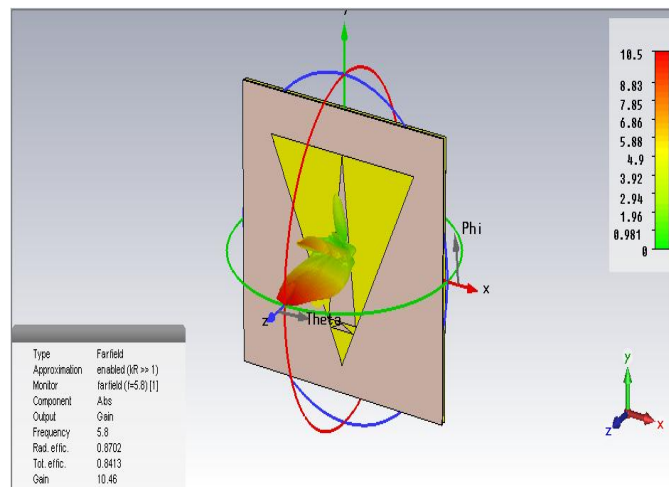 10.5
8.83
7.85
6.86
5.88
4.9
3.92
2.94
1.96
0.981
0
Phi
x
z
Theta
y
z
x
Type Farfield
Approximation enabled (kR >> 1)
Monitor farfield (f=5.8) [1]
Component Abs
Output Gain
Frequency 5.8
Rad. effic. 0.8702
Tot. effic. 0.8413
Gain 10.46